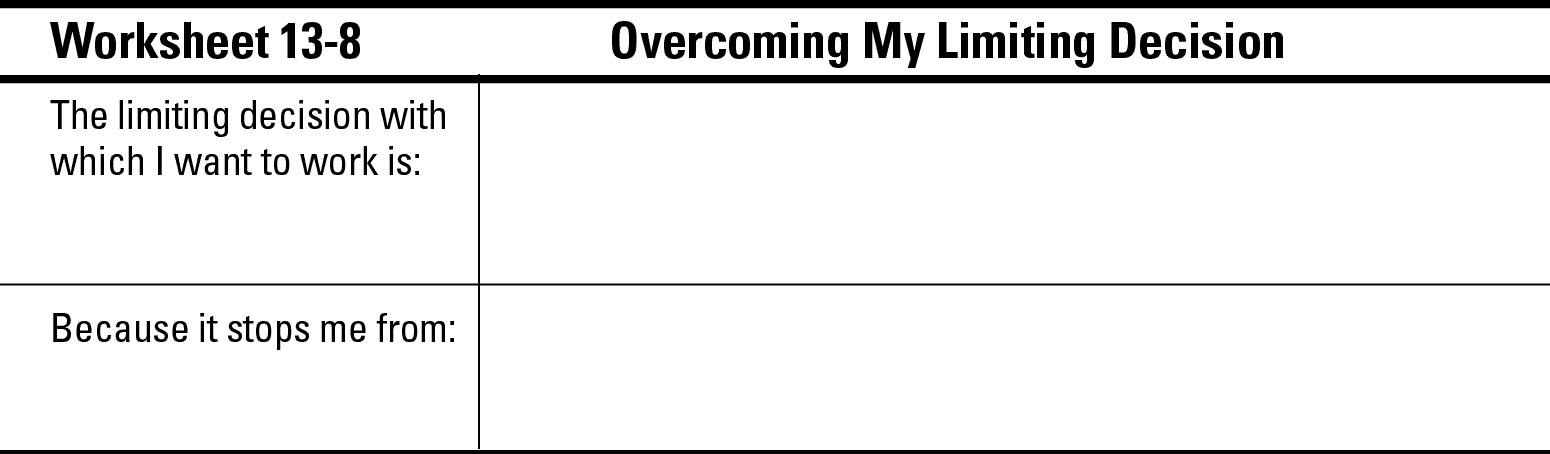 Worksheet 13-8 Overcoming My Limiting Decision
The limiting decision with
which I want to work is:
Because it stops me from: